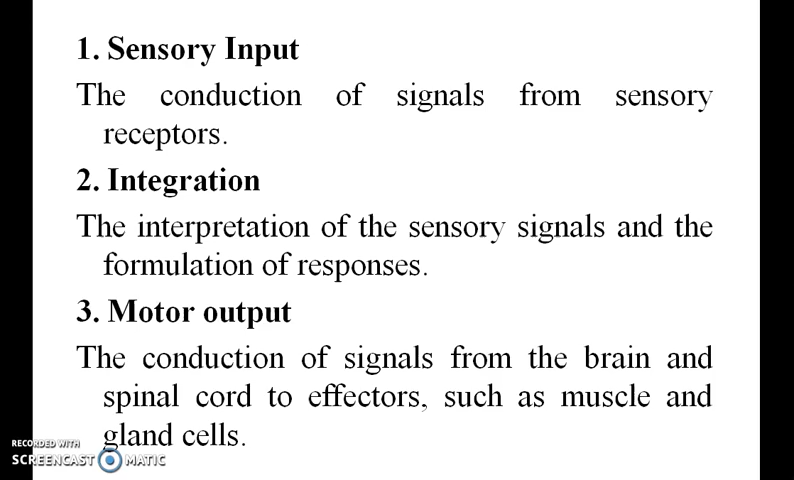 1. Sensory Input
The conduction of signals from sensory
receptors.
2. Integration
The interpretation of the sensory signals and the
formulation of responses.
3. Motor output
The conduction of signals from the brain and
spinal cord to effectors, such as muscle and
gland cells.
RECORDED WITH
SCREENCAST MATIC